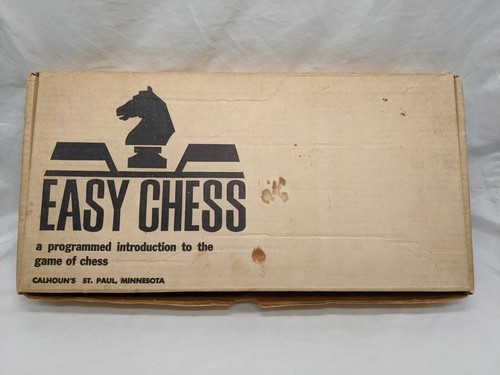 EASY CHESS
a programmed introduction to the
game of chess
CALHOUN'S ST. PAUL, MINNESOTA